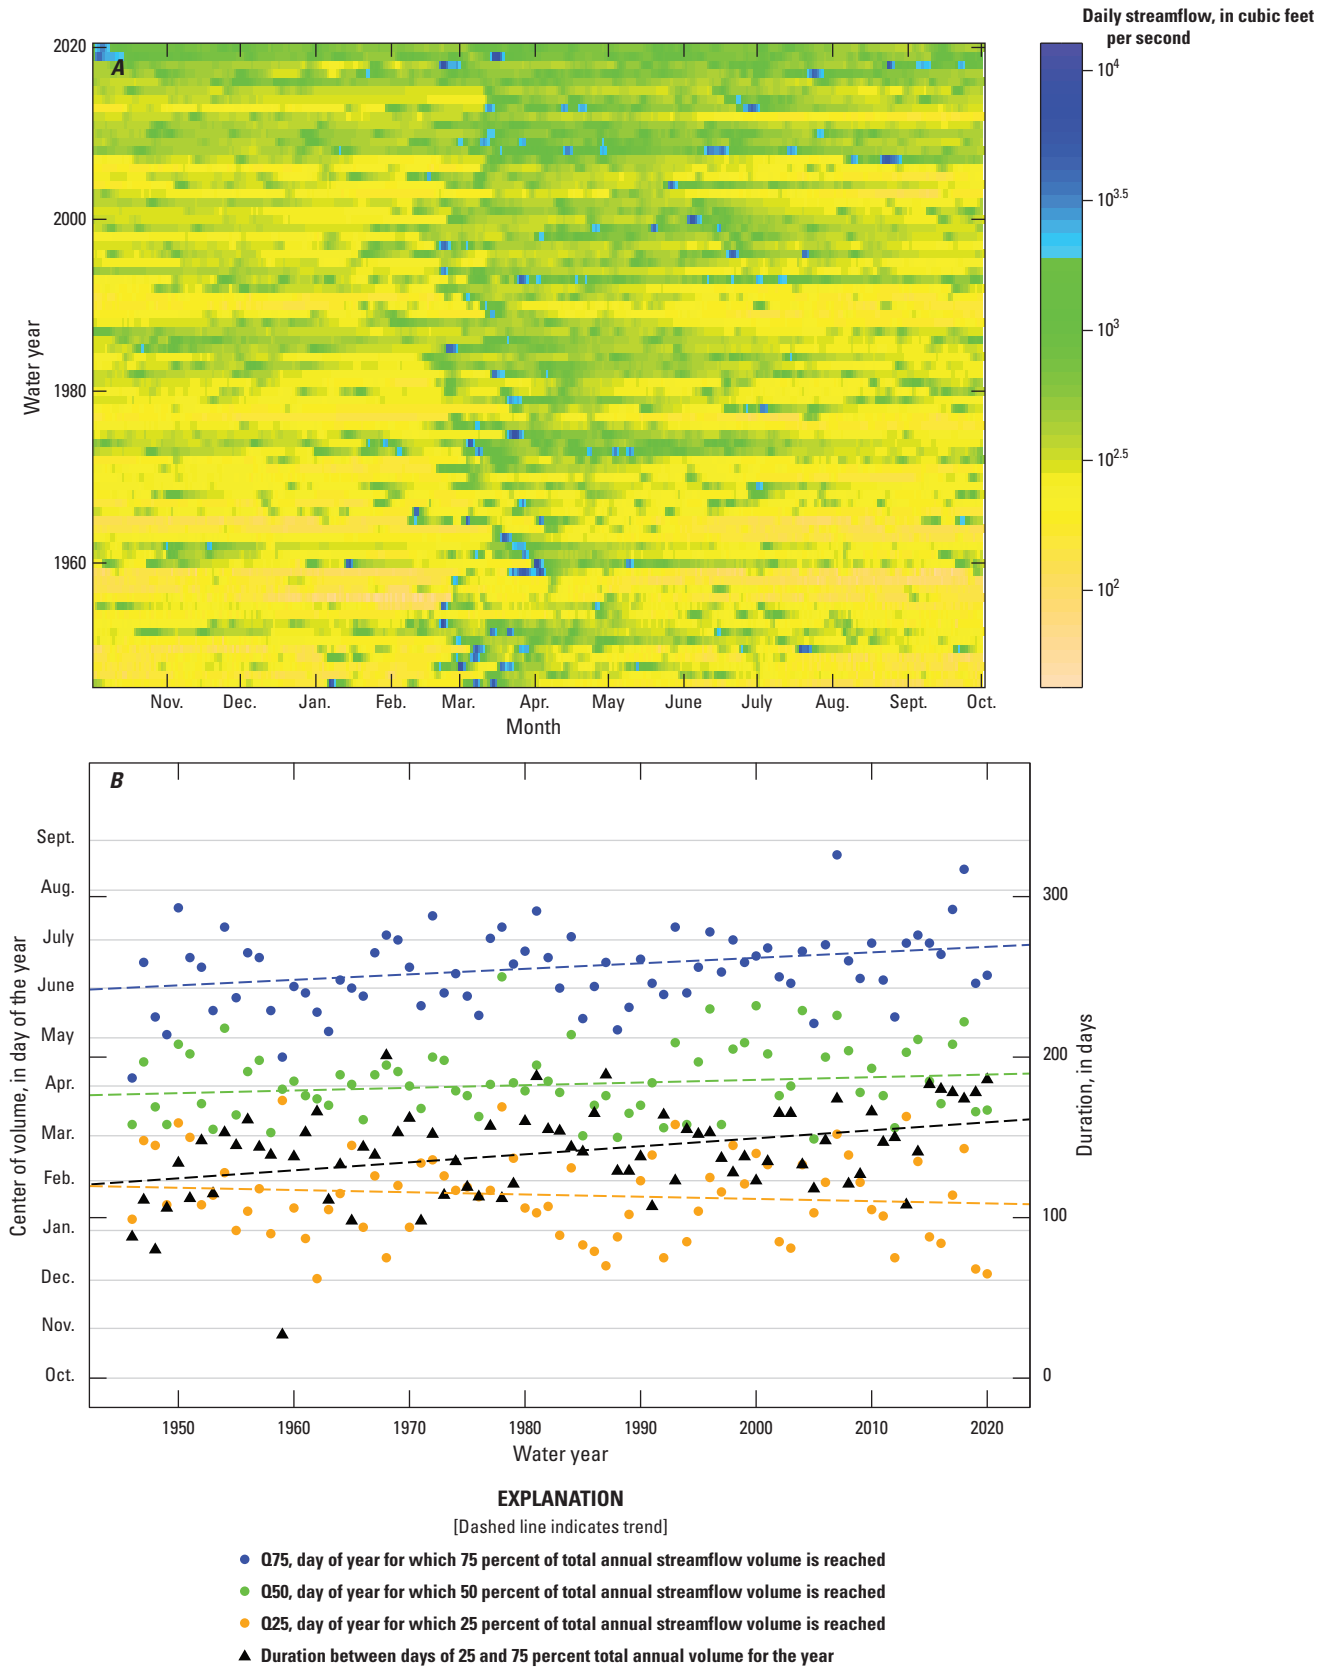 Daily streamflow, in cubic feet
per second
A
2020
2000
1980
1960
Water year
10^4
10^3.5
10^3
10^2.5
10^2
Nov. Dec. Jan. Feb. Mar. Apr. May June July Aug. Sept. Oct.
Month
B
Sept.
Aug.
July
June
May
Apr.
Mar.
Feb.
Jan.
Dec.
Nov.
Oct.
Center of volume, in day of the year
300
200
100
0
Duration, in days
1950 1960 1970 1980 1990 2000 2010 2020
Water year
EXPLANATION
[Dashed line indicates trend]
Q75, day of year for which 75 percent of total annual streamflow volume is reached
Q50, day of year for which 50 percent of total annual streamflow volume is reached
Q25, day of year for which 25 percent of total annual streamflow volume is reached
Duration between days of 25 and 75 percent total annual volume for the year